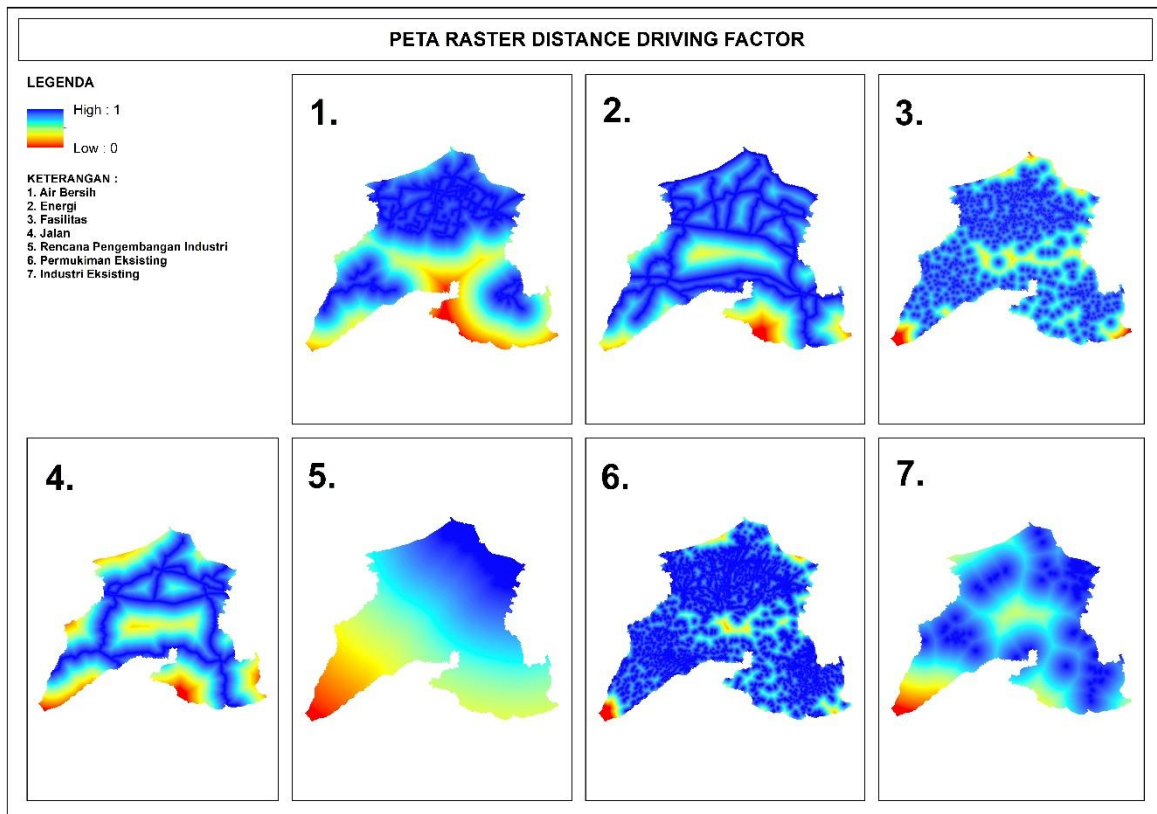 PETA RASTER DISTANCE DRIVING FACTOR
LEGENDA
High : 1
Low : 0
KETERANGAN :
1. Air Bersih
2. Energi
3. Fasilitas
4. Jalan
5. Rencana Pengembangan Industri
6. Permukiman Eksisting
7. Industri Eksisting
1.
2.
3.
4.
5.
6.
7.